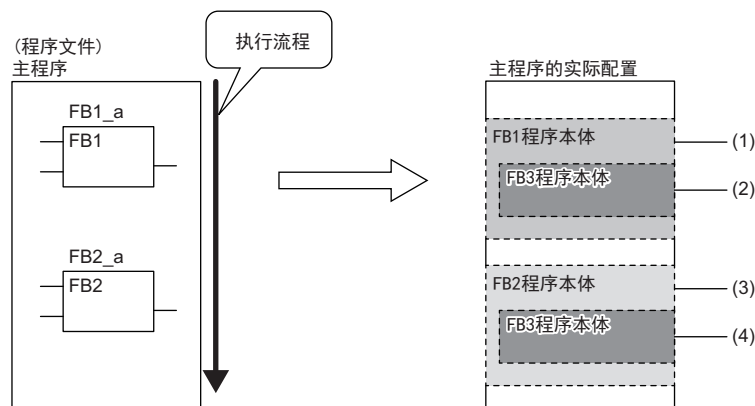 (程序文件)
主程序
执行流程
FB1_a
FB1
FB2_a
FB2
主程序的实际配置
FB1程序本体
(1)
FB3程序本体
(2)
FB2程序本体
(3)
FB3程序本体
(4)